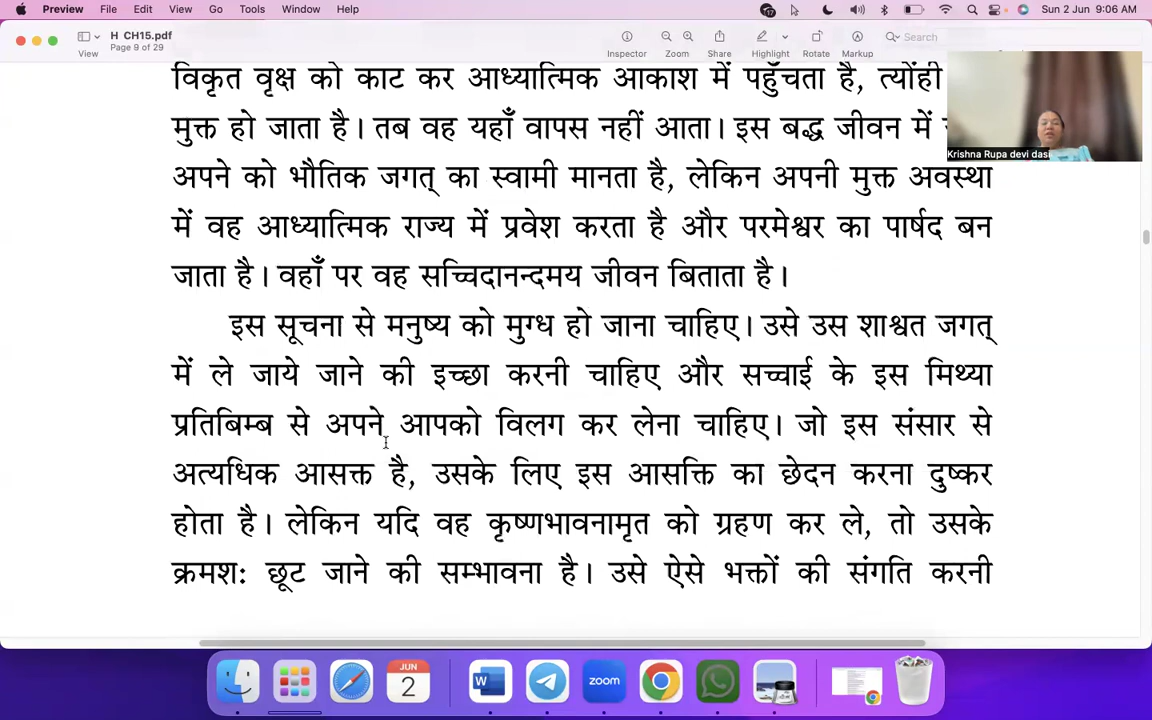 Preview File Edit View Go Tools Window Help 17 Sun 2 Jun 9:06 AM
H CH15.pdf
Page 9 of 29
View Inspector Zoom Share Highlight Rotate Markup Search
विकृत वृक्ष को काट कर आध्यात्मिक आकाश में पहुँचता है, त्योंही
मुक्त हो जाता है। तब वह यहाँ वापस नहीं आता। इस बद्ध जीवन में
Krishna Rupa devi dasi
अपने को भौतिक जगत् का स्वामी मानता है, लेकिन अपनी मुक्त अवस्था
में वह आध्यात्मिक राज्य में प्रवेश करता है और परमेश्वर का पार्षद बन
जाता है। वहाँ पर वह सच्चिदानन्दमय जीवन बिताता है।
इस सूचना से मनुष्य को मुग्ध हो जाना चाहिए। उसे उस शाश्वत जगत्
में ले जाये जाने की इच्छा करनी चाहिए और सच्चाई के इस मिथ्या
प्रतिबिम्ब से अपने आपको विलग कर लेना चाहिए। जो इस संसार से
अत्यधिक आसक्त है, उसके लिए इस आसक्ति का छेदन करना दुष्कर
होता है। लेकिन यदि वह कृष्णभावनामृत को ग्रहण कर ले, तो उसके
क्रमशः छूट जाने की सम्भावना है। उसे ऐसे भक्तों की संगति करनी
JUN
2
W
zoom